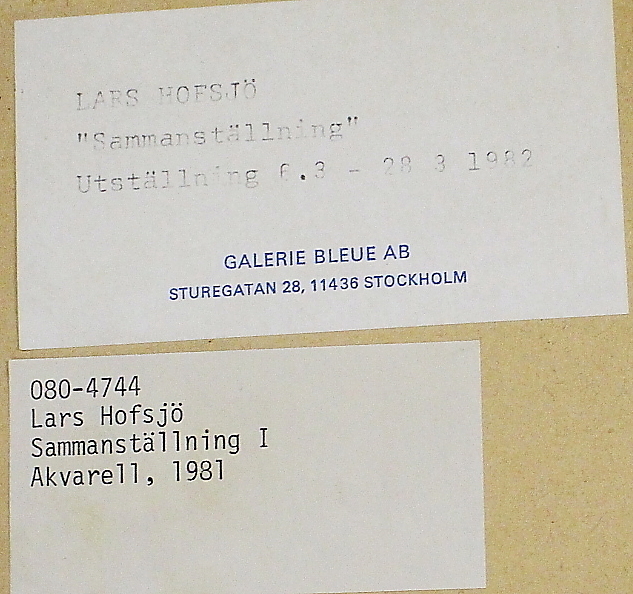 LARS HOFSJÖ
"Sammanställning"
Utställning 6.3 - 28 3 1982
GALERIE BLEUE AB
STUREGATAN 28, 11436 STOCKHOLM
080-4744
Lars Hofsjö
Sammanställning I
Akvarell, 1981